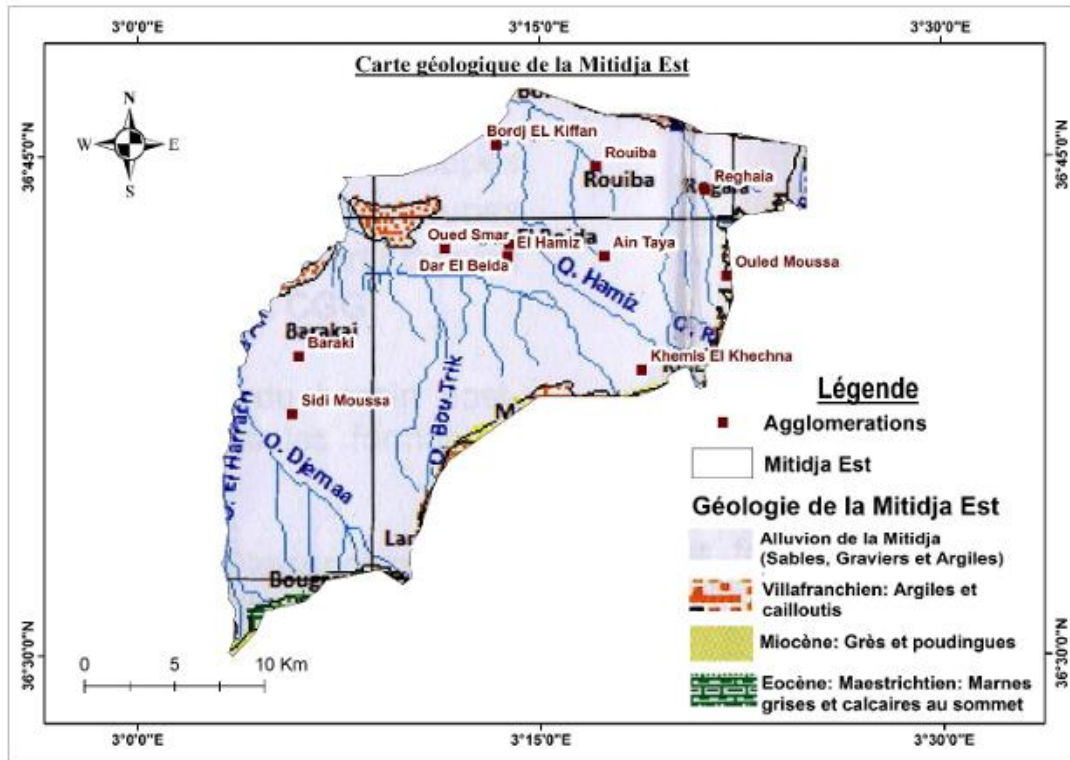 3°0'0"E 3°15'0"E 3°30'0"E
Carte géologique de la Mitidja Est
N
W E
S
36°45'0"N
36°45'0"N
Bordj EL Kiffan
Rouiba
Rouiba
Reghaia
Oued Smar
El Hamiz
Ain Taya
Dar El Beida
Ouled Moussa
O. Hamiz
Barakai
Baraki
Khemis El Khechna
Sidi Moussa
O. Bou Trik
M
O. El Harrach
O. Djemaa
Lar
Boug
Légende
Agglomerations
Mitidja Est
Géologie de la Mitidja Est
Alluvion de la Mitidja
(Sables, Graviers et Argiles)
Villafranchien: Argiles et
cailloutis
Miocène: Grès et poudingues
Eocène: Maestrichtien: Marnes
grises et calcaires au sommet
0 5 10 Km
36°30'0"N
36°30'0"N
3°0'0"E 3°15'0"E 3°30'0"E